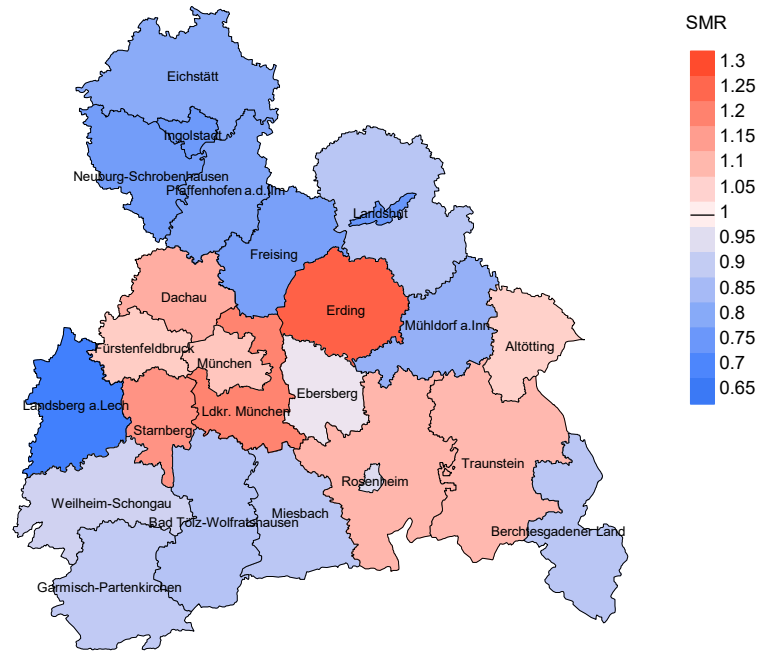 SMR
1.3
1.25
1.2
1.15
1.1
1.05
1
0.95
0.9
0.85
0.8
0.75
0.7
0.65
Eichstätt
Ingolstadt
Neuburg-Schrobenhausen
Pfaffenhofen a.d.Ilm
Landshut
Freising
Dachau
Erding
Mühldorf a.Inn
Fürstenfeldbruck
München
Altötting
Ebersberg
Landsberg a.Lech
Ldkr. München
Starnberg
Traunstein
Rosenheim
Weilheim-Schongau
Miesbach
Bad Tölz-Wolfratshausen
Berchtesgadener Land
Garmisch-Partenkirchen